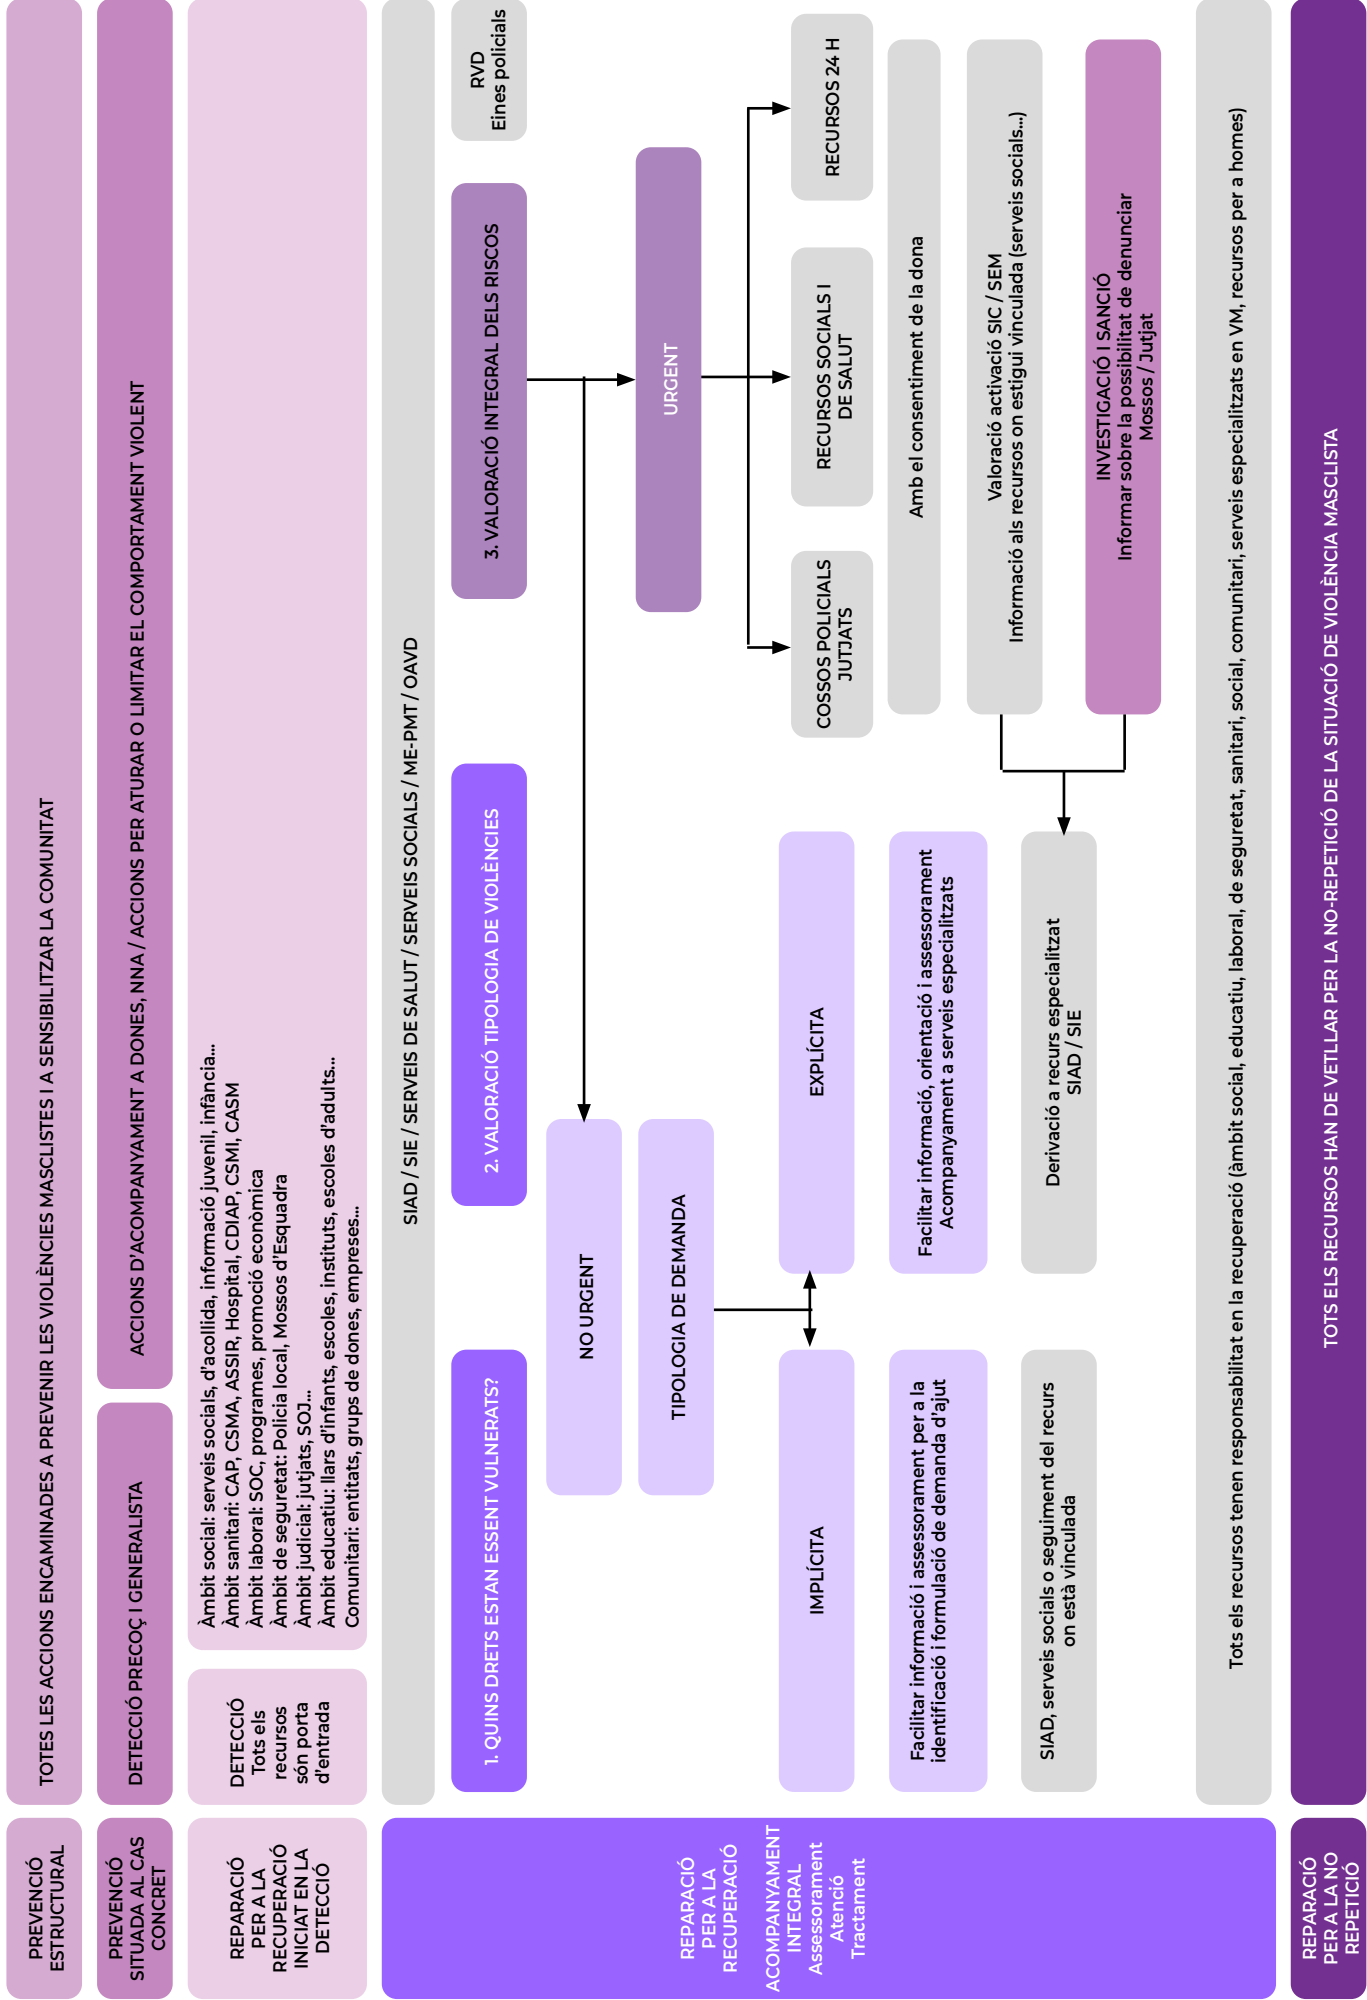 PREVENCIÓ
ESTRUCTURAL
TOTES LES ACCIONS ENCAMINADES A PREVENIR LES VIOLÈNCIES MASCLISTES I A SENSIBILITZAR LA COMUNITAT
PREVENCIÓ
SITUADA AL CAS
CONCRET
DETECCIÓ PRECOÇ I GENERALISTA
ACCIONS D'ACOMPANYAMENT A DONES, NNA / ACCIONS PER ATURAR O LIMITAR EL COMPORTAMENT VIOLENT
REPARACIÓ
PER A LA
RECUPERACIÓ
INICIAT EN LA
DETECCIÓ
DETECCIÓ
Tots els
recursos
són porta
d'entrada
Àmbit social: serveis socials, d'acollida, informació juvenil, infància...
Àmbit sanitari: CAP, CSMA, ASSIR, Hospital, CDIAP, CSMI, CASM
Àmbit laboral: SOC, programes, promoció econòmica
Àmbit de seguretat: Policia local, Mossos d'Esquadra
Àmbit judicial: jutjats, SOJ...
Àmbit educatiu: llars d'infants, escoles, instituts, escoles d'adults...
Comunitari: entitats, grups de dones, empreses...
REPARACIÓ
PER A LA
RECUPERACIÓ
ACOMPANYAMENT
INTEGRAL
Assessorament
Atenció
Tractament
SIAD / SIE / SERVEIS DE SALUT / SERVEIS SOCIALS / ME-PMT / OAVD
1. QUINS DRETS ESTAN ESSENT VULNERATS?
2. VALORACIÓ TIPOLOGIA DE VIOLÈNCIES
3. VALORACIÓ INTEGRAL DELS RISCOS
RVD
Eines policials
NO URGENT
TIPOLOGIA DE DEMANDA
URGENT
IMPLÍCITA
EXPLÍCITA
COSSOS POLICIALS
JUTJATS
RECURSOS SOCIALS I
DE SALUT
RECURSOS 24 H
Facilitar informació i assessorament per a la
identificació i formulació de demanda d'ajut
Facilitar informació, orientació i assessorament
Acompanyament a serveis especialitzats
Amb el consentiment de la dona
SIAD, serveis socials o seguiment del recurs
on està vinculada
Derivació a recurs especialitzat
SIAD / SIE
Valoració activació SIC / SEM
Informació als recursos on estigui vinculada (serveis socials...)
INVESTIGACIÓ I SANCIÓ
Informar sobre la possibilitat de denunciar
Mossos / Jutjat
Tots els recursos tenen responsabilitat en la recuperació (àmbit social, educatiu, laboral, de seguretat, sanitari, social, comunitari, serveis especialitzats en VM, recursos per a homes)
REPARACIÓ
PER A LA NO
REPETICIÓ
TOTS ELS RECURSOS HAN DE VETLLAR PER LA NO-REPETICIÓ DE LA SITUACIÓ DE VIOLÈNCIA MASCLISTA